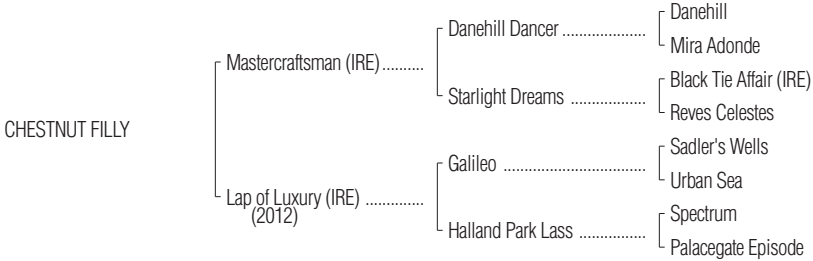 Danehill
Danehill Dancer ...................
Mira Adonde
Mastercraftsman (IRE)..........
Black Tie Affair (IRE)
Starlight Dreams .................
Reves Celestes
CHESTNUT FILLY
Sadler's Wells
Galileo ................................
Urban Sea
Lap of Luxury (IRE) ..............
(2012)
Spectrum
Halland Park Lass ................
Palacegate Episode